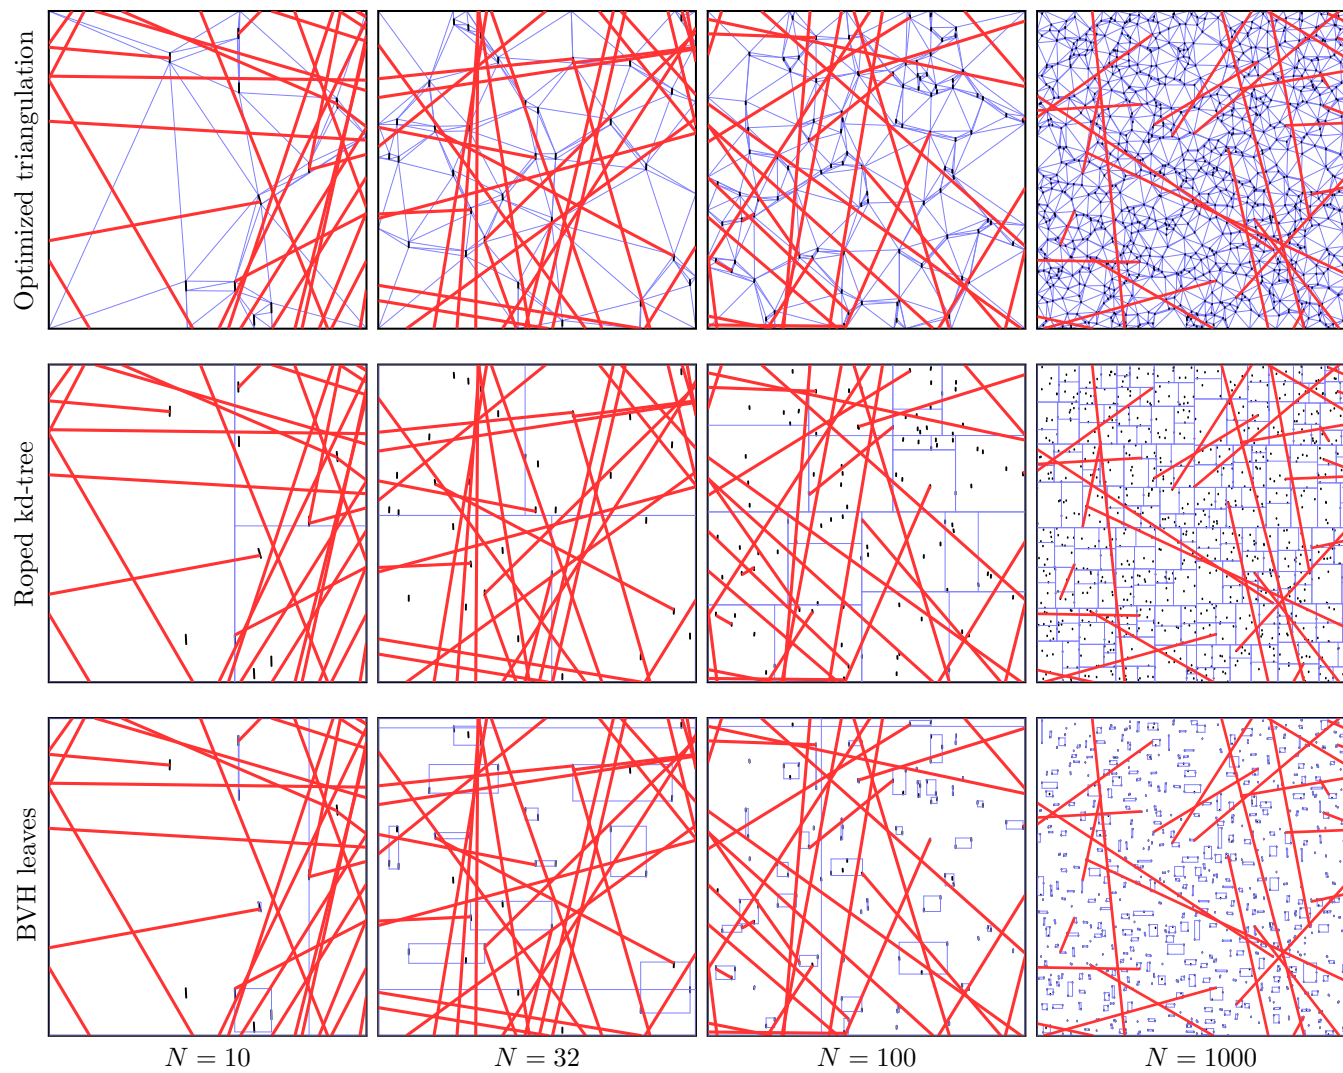 Optimized triangulation
Roped kd-tree
BVH leaves
N = 10
N = 32
N = 100
N = 1000